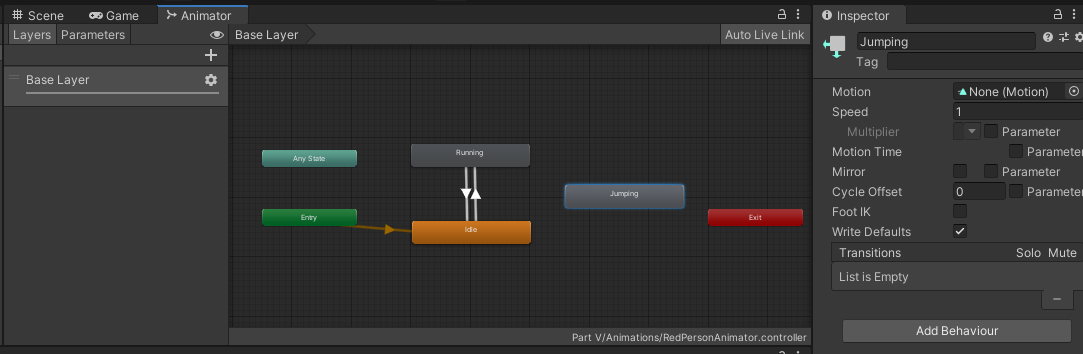 Scene Game Animator
Layers Parameters
Base Layer
Auto Live Link
Base Layer
Any State
Running
Jumping
Entry
Idle
Exit
Part V/Animations/RedPersonAnimator.controller
Inspector
Jumping
Tag
Motion None (Motion)
Speed 1
Multiplier Parameter
Motion Time Parameter
Mirror Parameter
Cycle Offset 0 Parameter
Foot IK
Write Defaults
Transitions Solo Mute
List is Empty
Add Behaviour